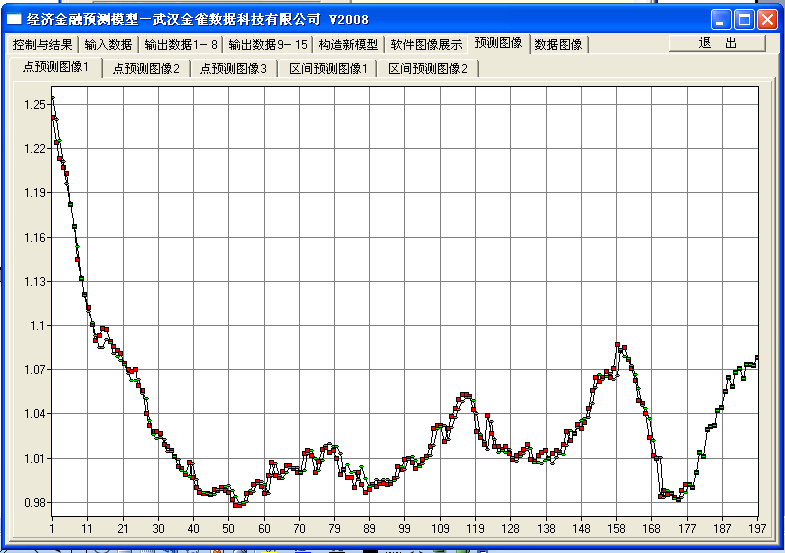 经济金融预测模型－武汉金雀数据科技有限公司 V2008
控制与结果 输入数据 输出数据1-8 输出数据9-15 构造新模型 软件图像展示 预测图像 数据图像 退 出
点预测图像1 点预测图像2 点预测图像3 区间预测图像1 区间预测图像2
1.25
1.22
1.19
1.16
1.13
1.1
1.07
1.04
1.01
0.98
1 11 21 30 40 50 60 70 79 89 99 109 119 128 138 148 158 168 177 187 197